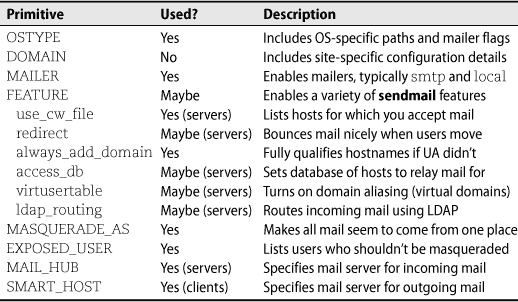 Primitive Used? Description
OSTYPE Yes Includes OS-specific paths and mailer flags
DOMAIN No Includes site-specific configuration details
MAILER Yes Enables mailers, typically smtp and local
FEATURE Maybe Enables a variety of sendmail features
use_cw_file Yes (servers) Lists hosts for which you accept mail
redirect Maybe (servers) Bounces mail nicely when users move
always_add_domain Yes Fully qualifies hostnames if UA didn't
access_db Maybe (servers) Sets database of hosts to relay mail for
virtusertable Maybe (servers) Turns on domain aliasing (virtual domains)
ldap_routing Maybe (servers) Routes incoming mail using LDAP
MASQUERADE_AS Yes Makes all mail seem to come from one place
EXPOSED_USER Yes Lists users who shouldn't be masqueraded
MAIL_HUB Yes (servers) Specifies mail server for incoming mail
SMART_HOST Yes (clients) Specifies mail server for outgoing mail